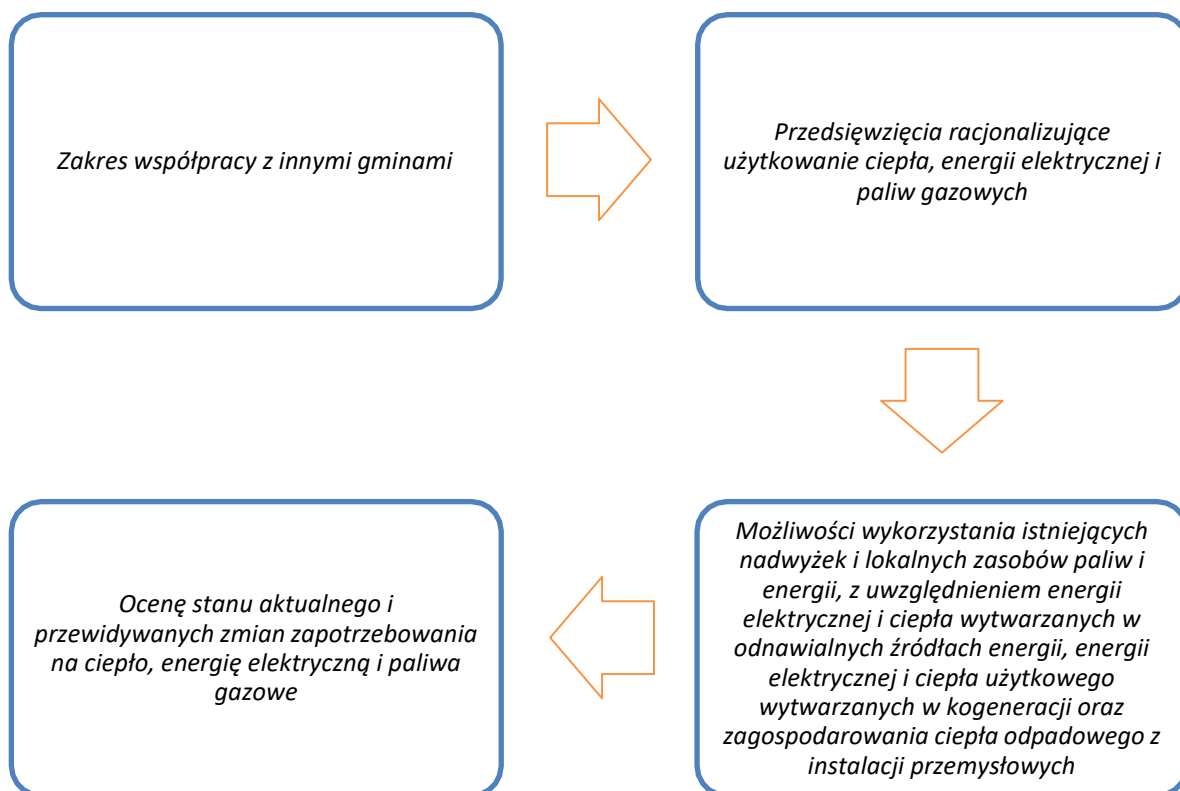 Zakres współpracy z innymi gminami
Przedsięwzięcia racjonalizujące
użytkowanie ciepła, energii elektrycznej i
paliw gazowych
Możliwości wykorzystania istniejących
nadwyżek i lokalnych zasobów paliw i
energii, z uwzględnieniem energii
elektrycznej i ciepła wytwarzanych w
odnawialnych źródłach energii, energii
elektrycznej i ciepła użytkowego
wytwarzanych w kogeneracji oraz
zagospodarowania ciepła odpadowego z
instalacji przemysłowych
Ocenę stanu aktualnego i
przewidywanych zmian zapotrzebowania
na ciepło, energię elektryczną i paliwa
gazowe